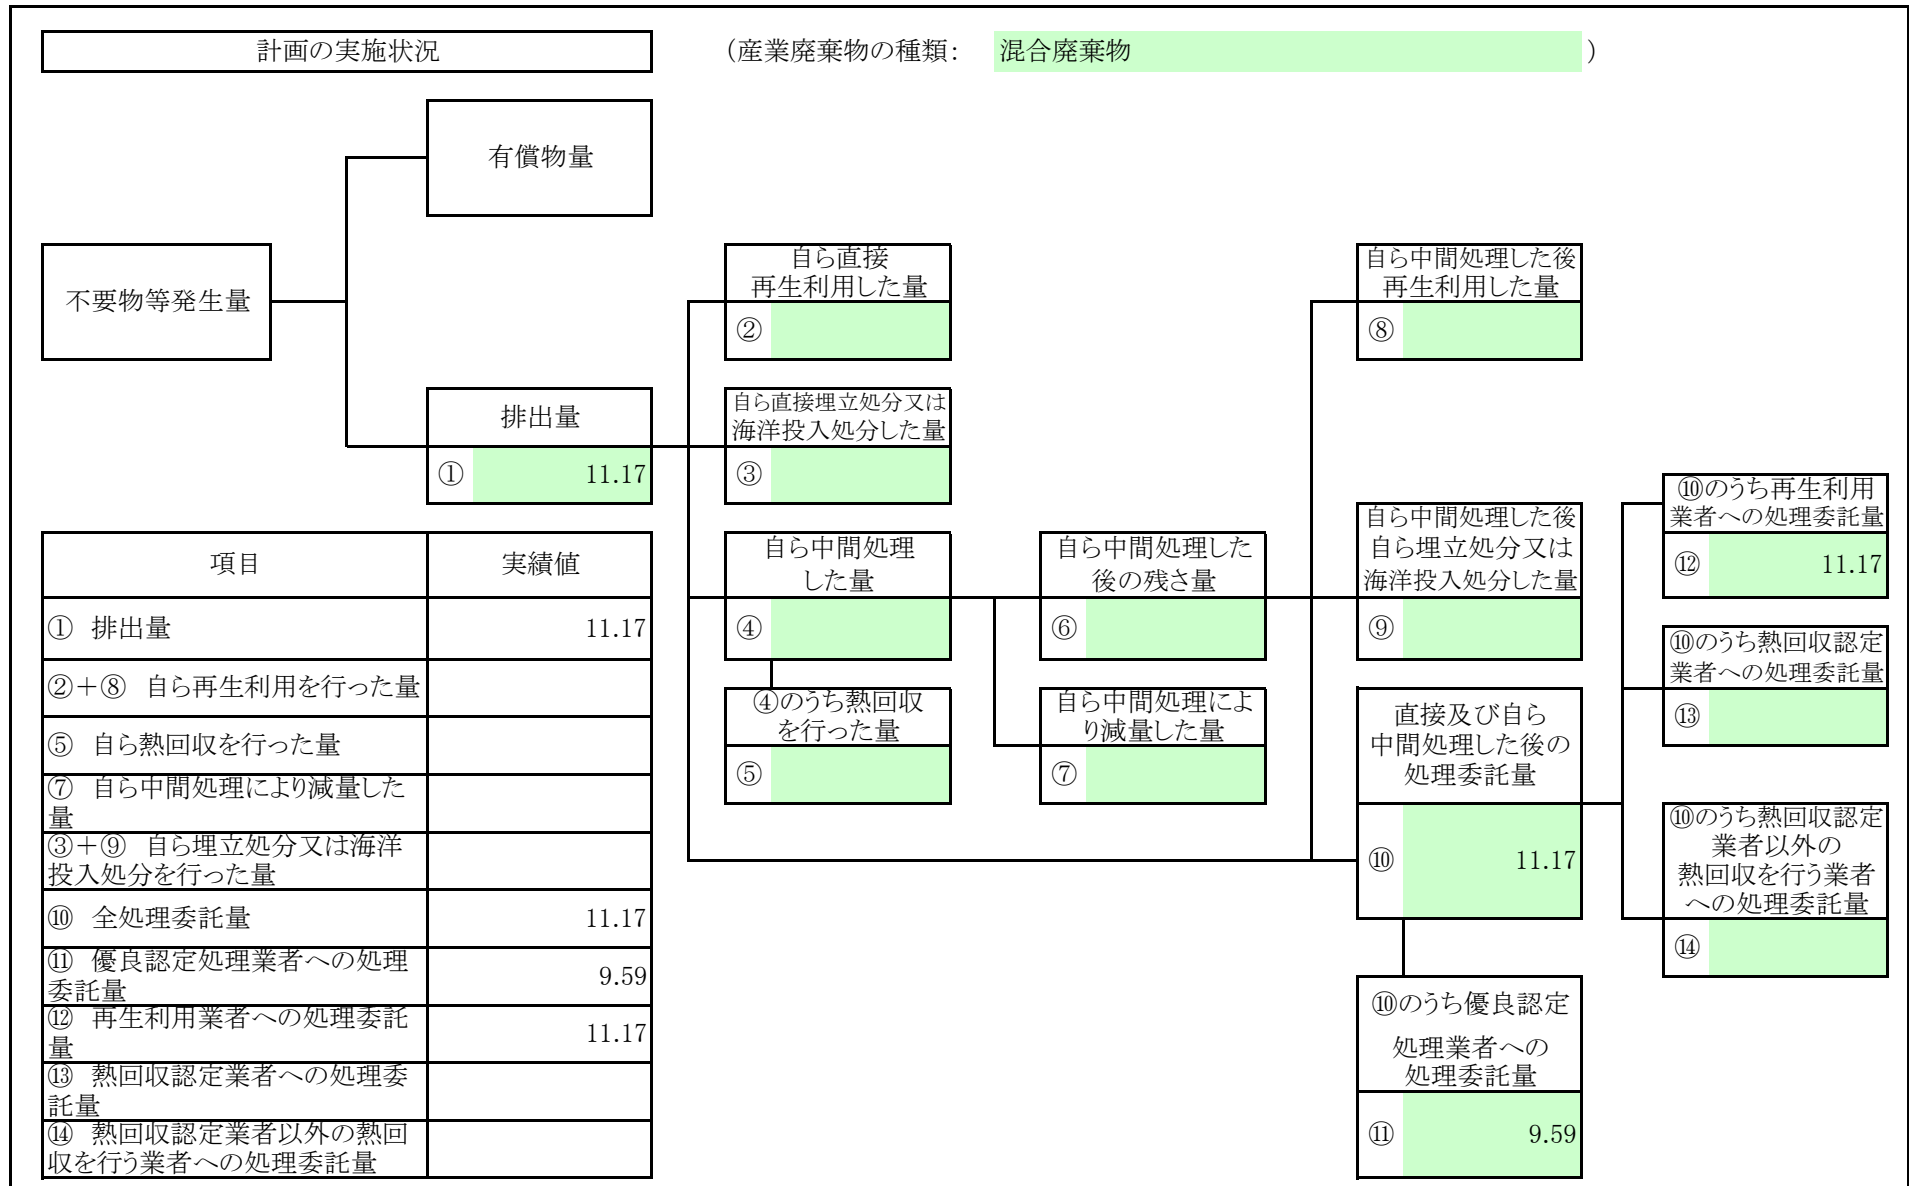 計画の実施状況
（産業廃棄物の種類： 混合廃棄物 ）
有償物量
不要物等発生量
自ら直接
再生利用した量
②
自ら中間処理した後
再生利用した量
⑧
排出量
① 11.17
自ら直接埋立処分又は
海洋投入処分した量
③
⑩のうち再生利用
業者への処理委託量
⑫ 11.17
自ら中間処理
した量
④
自ら中間処理した
後の残さ量
⑥
自ら中間処理した後
自ら埋立処分又は
海洋投入処分した量
⑨
⑩のうち熱回収認定
業者への処理委託量
⑬
④のうち熱回収
を行った量
⑤
自ら中間処理によ
り減量した量
⑦
直接及び自ら
中間処理した後の
処理委託量
⑩ 11.17
⑩のうち熱回収認定
業者以外の
熱回収を行う業者
への処理委託量
⑭
⑩のうち優良認定
処理業者への
処理委託量
⑪ 9.59
項目 実績値
① 排出量 11.17
②＋⑧ 自ら再生利用を行った量
⑤ 自ら熱回収を行った量
⑦ 自ら中間処理により減量した
量
③＋⑨ 自ら埋立処分又は海洋
投入処分を行った量
⑩ 全処理委託量 11.17
⑪ 優良認定処理業者への処理
委託量 9.59
⑫ 再生利用業者への処理委託
量 11.17
⑬ 熱回収認定業者への処理委
託量
⑭ 熱回収認定業者以外の熱回
収を行う業者への処理委託量